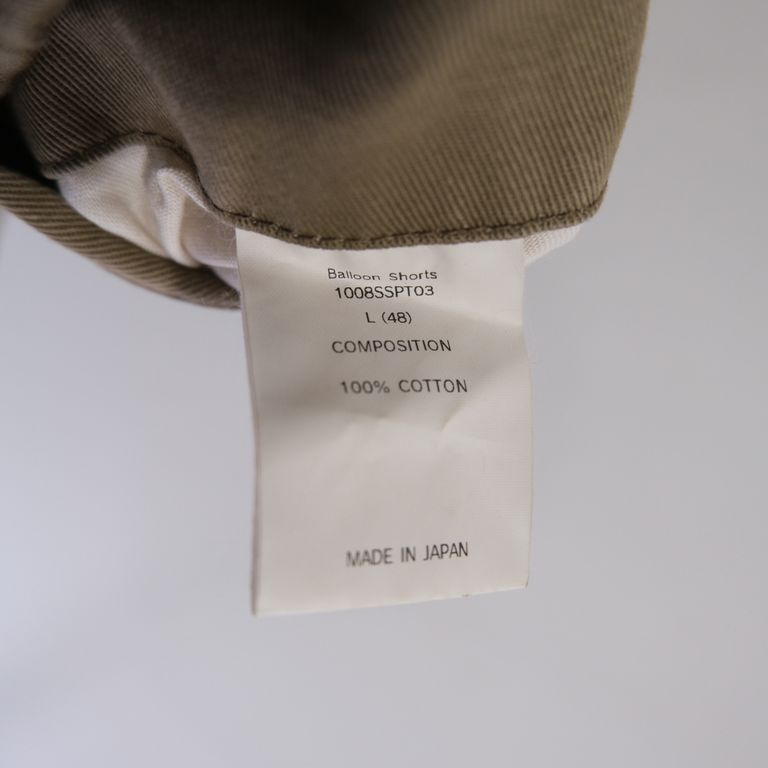 Balloon Shorts
1008SSPT03
L (48)
COMPOSITION
100% COTTON
MADE IN JAPAN